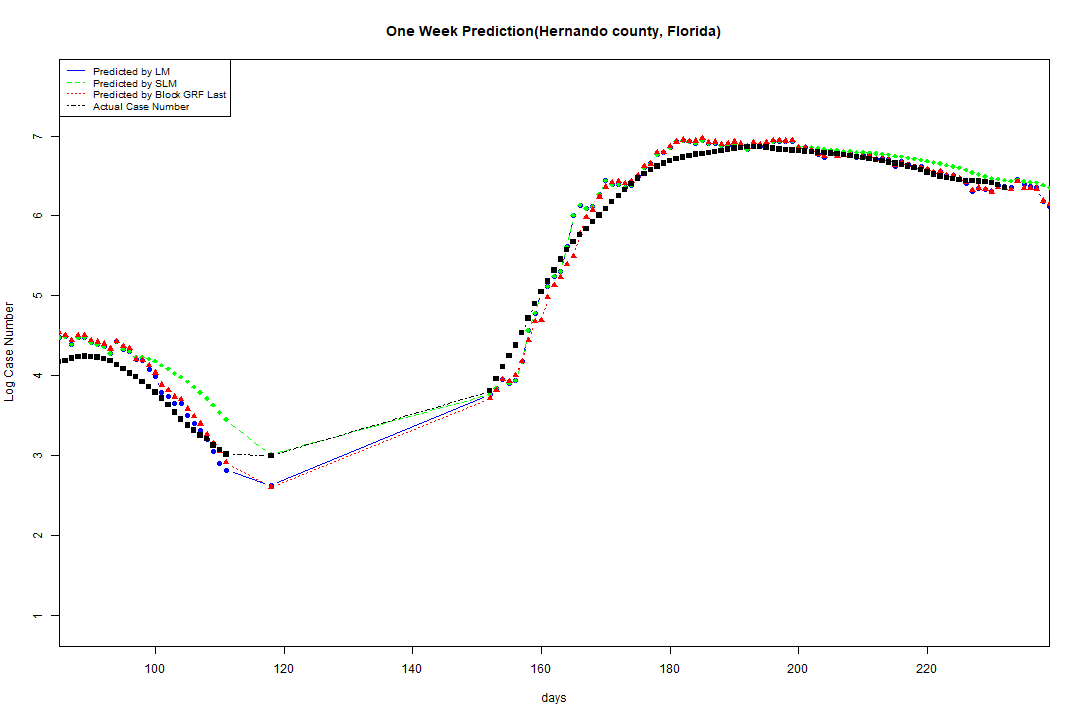 One Week Prediction(Hernando county, Florida)
Predicted by LM
Predicted by SLM
Predicted by Block GRF Last
Actual Case Number
7
6
5
4
3
2
1
Log Case Number
100 120 140 160 180 200 220
days